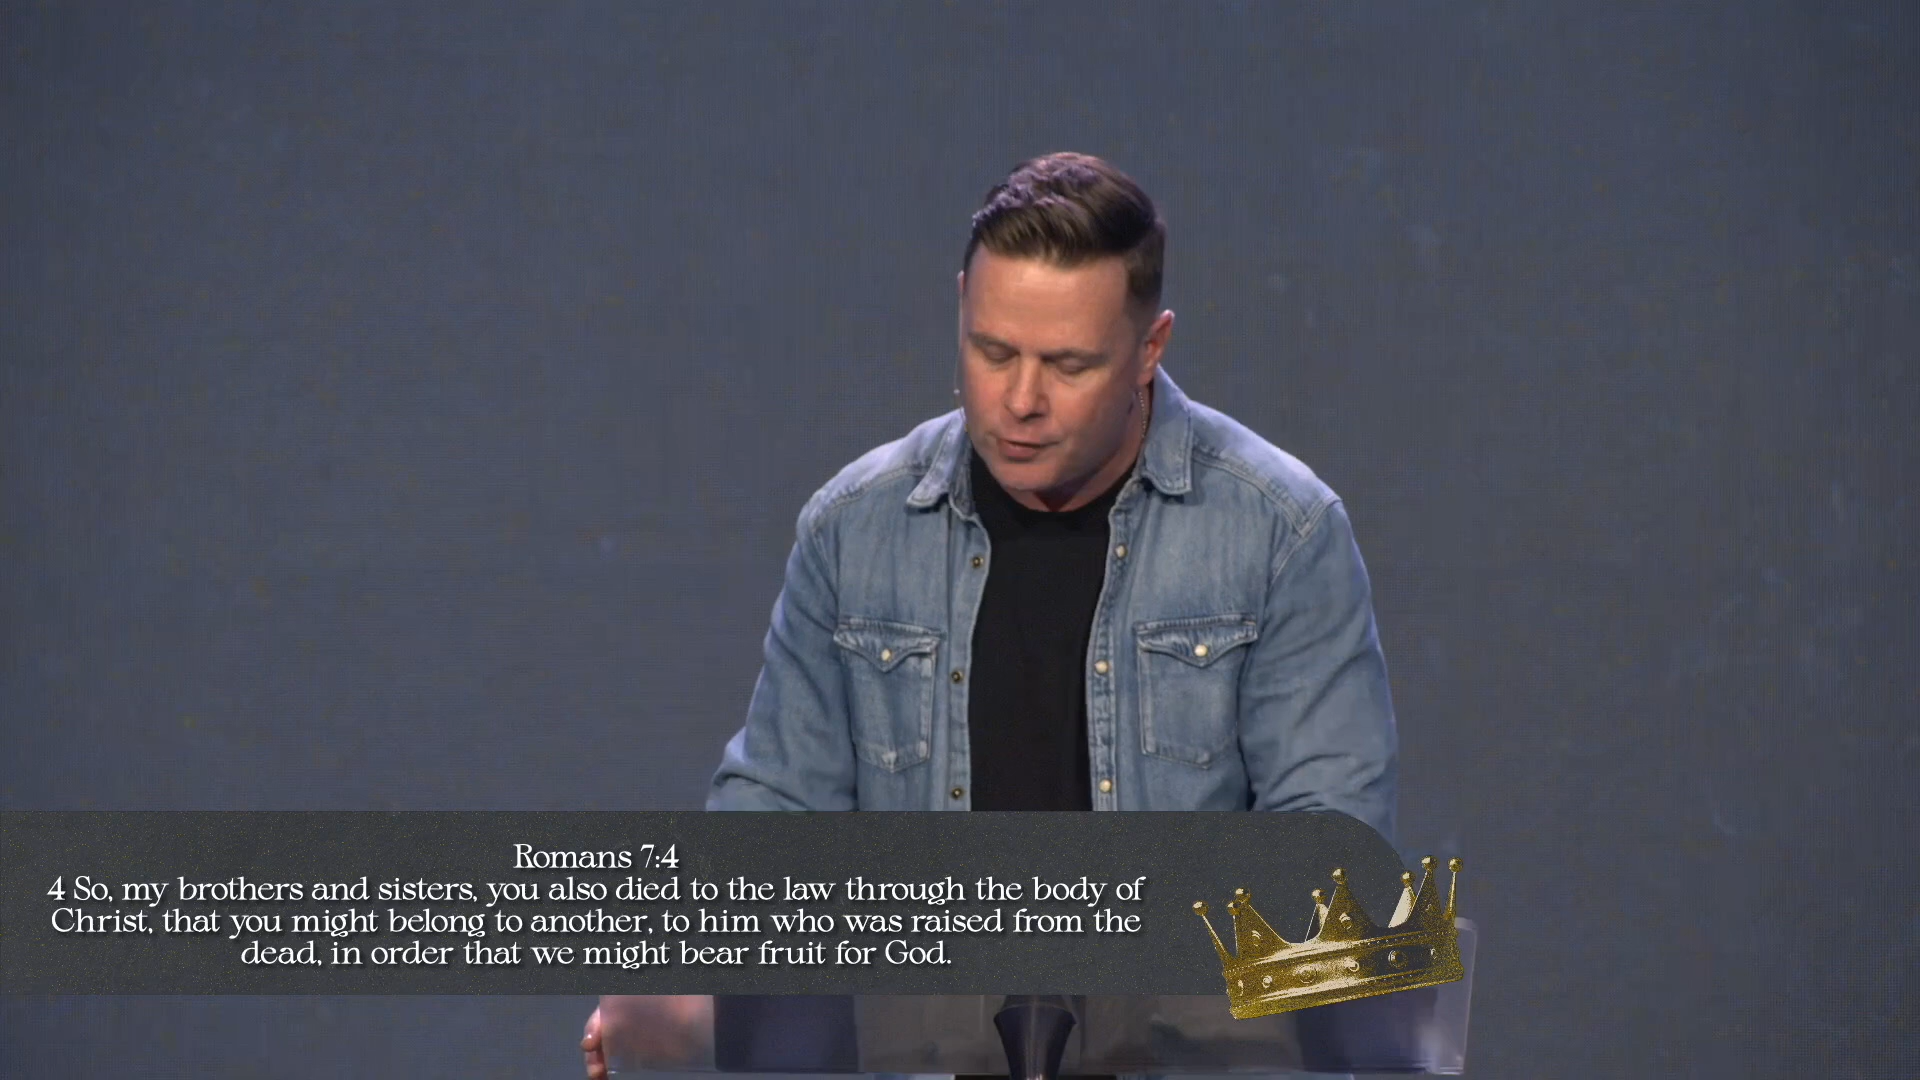 Romans 7:4
4 So, my brothers and sisters, you also died to the law through the body of
Christ, that you might belong to another, to him who was raised from the
dead, in order that we might bear fruit for God.